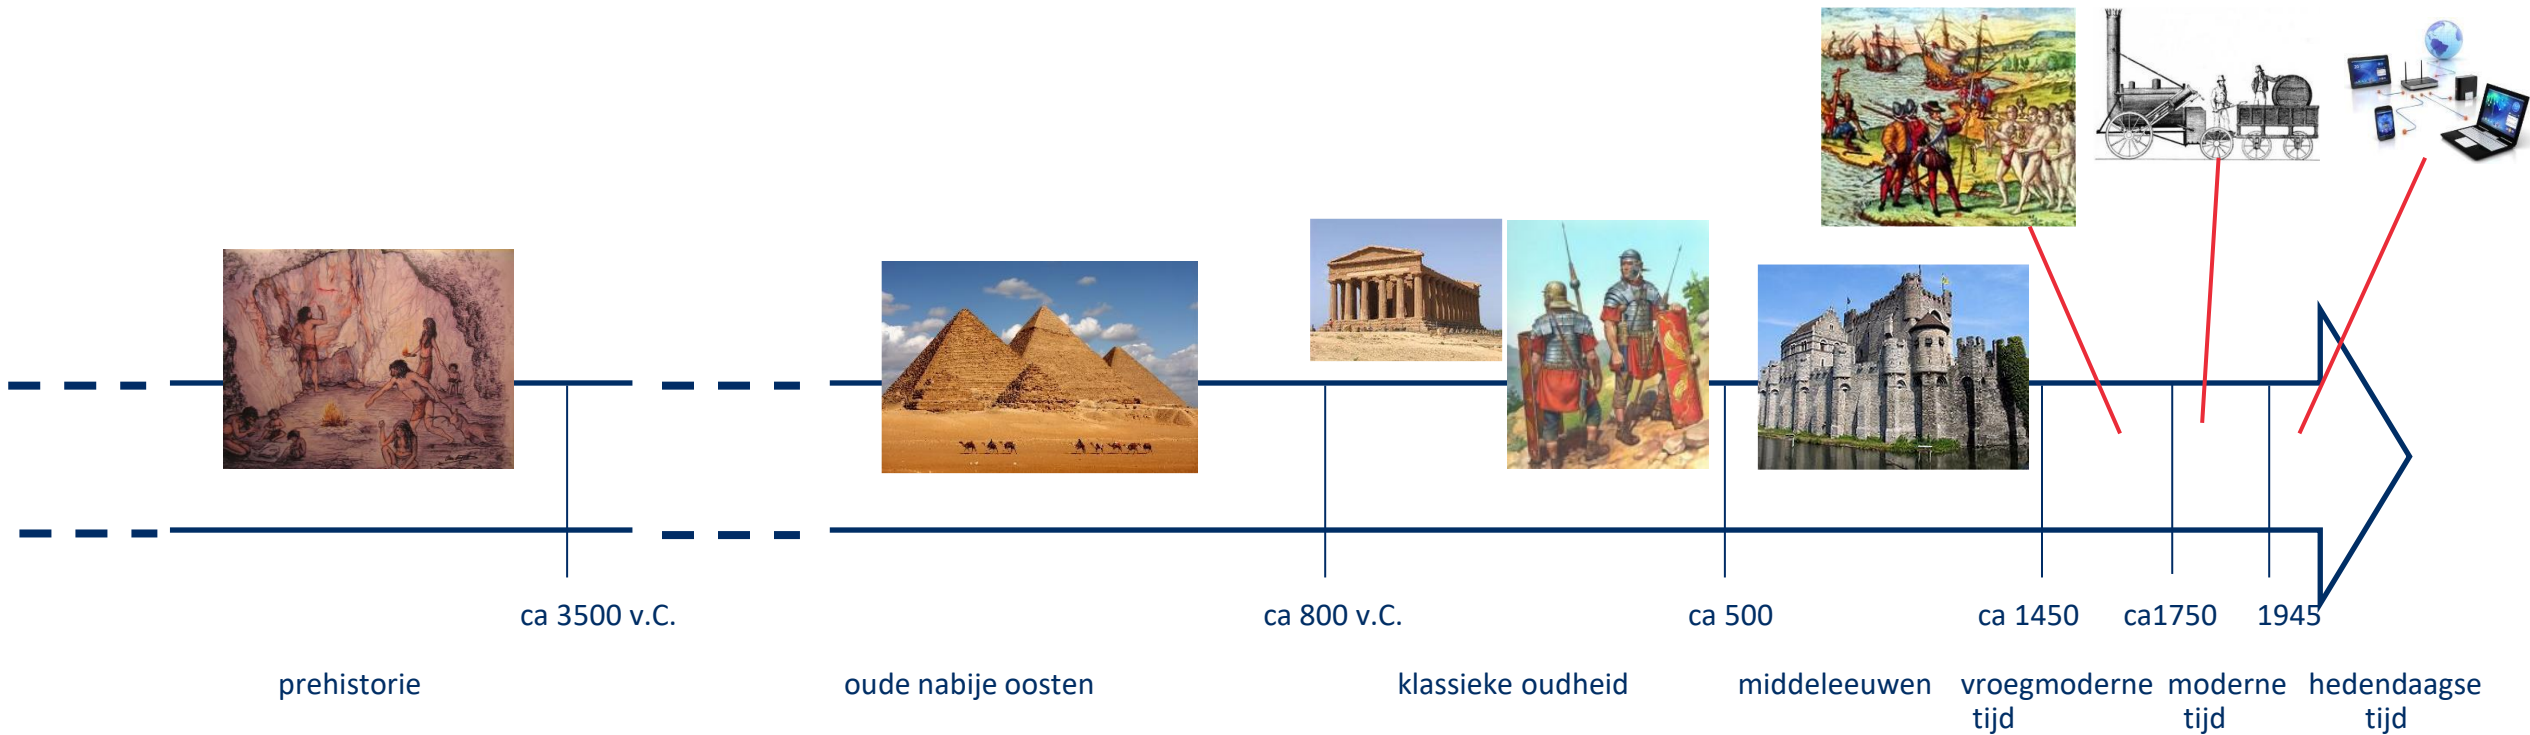 ca 3500 v.C.
ca 800 v.C.
ca 500
ca 1450
ca1750
1945
prehistorie
oude nabije oosten
klassieke oudheid
middeleeuwen
vroegmoderne
tijd
moderne
tijd
hedendaagse
tijd